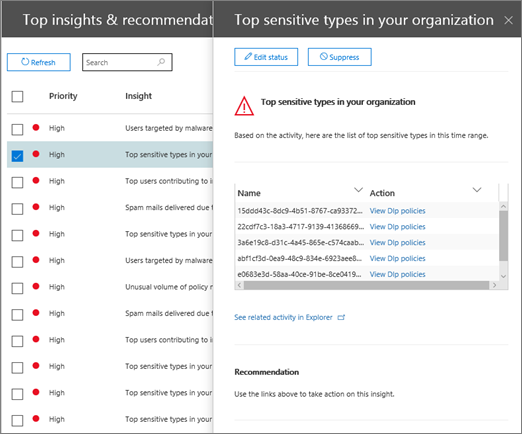 Top insights & recommendat
Refresh
Search
Priority Insight
High Users targeted by malware
High Top sensitive types in your
High Top users contributing to i
High Spam mails delivered due t
High Top sensitive types in your
High Users targeted by malware
High Unusual volume of policy r
High Spam mails delivered due t
High Top users contributing to i
High Top sensitive types in your
High Top sensitive types in your
High Top sensitive types in your
Top sensitive types in your organization
Edit status
Suppress
Top sensitive types in your organization
Based on the activity, here are the list of top sensitive types in this time range.
Name Action
15ddd43c-8dc9-4b51-8767-ca93372... View Dlp policies
22cdf7c3-18a3-4717-9139-41368669... View Dlp policies
3a6e19c8-d31c-4a45-865e-c574caab... View Dlp policies
abf1cf3d-0ea9-48c9-834e-6923aee8... View Dlp policies
e0683e3d-58aa-40ce-91be-8ce0419... View Dlp policies
See related activity in Explorer
Recommendation
Use the links above to take action on this insight.